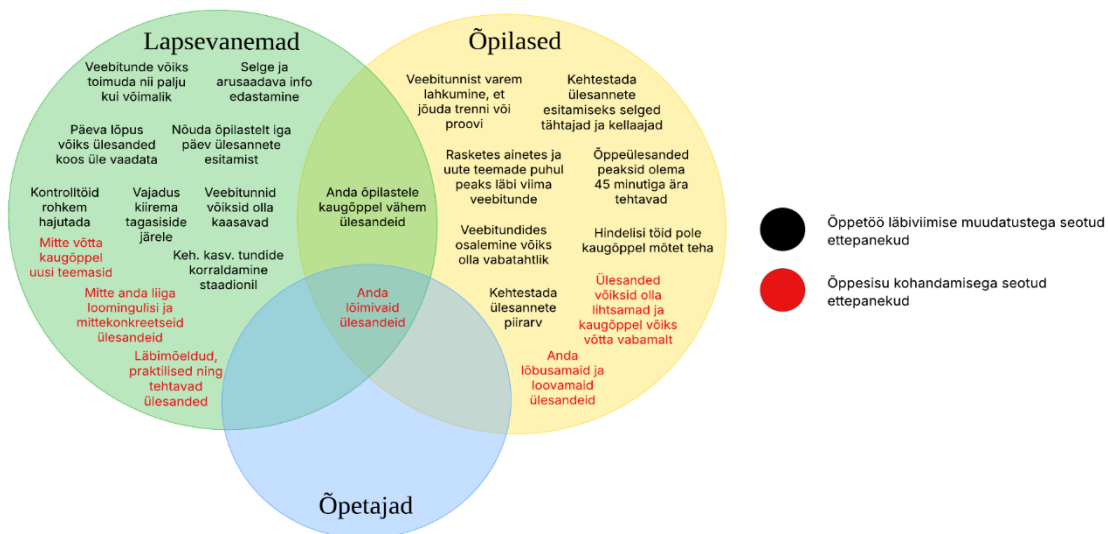 Lapsevanemad
Veebitunde võiks
toimuda nii palju
kui võimalik
Selge ja
arusaadava info
edastamine
Päeva lõpus
võiks ülesanded
koos üle vaadata
Nõuda õpilastelt iga
päev ülesannete
esitamist
Kontrolltöid
rohkem
hajutada
Vajadus
kiirema
tagasiside
järele
Veebitunnid
võiksid olla
kaasavad
Mitte võtta
kaugõppel
uusi teemasid
Keh. kasv. tundide
korraldamine
staadionil
Mitte anda liiga
loomingulisi ja
mittekonkreetseid
ülesandeid
Läbimõeldud,
praktilised ning
tehtavad
ülesanded
Anda õpilastele
kaugõppel vähem
ülesandeid
Anda
lõimivaid
ülesandeid
Õpilased
Veebitunnist varem
lahkumine, et
jõuda trenni või
proovi
Kehtestada
ülesannete
esitamiseks selged
tähtajad ja kellaajad
Rasketes ainetes ja
uute teemade puhul
peaks läbi viima
veebitunde
Õppeülesanded
peaksid olema
45 minutiga ära
tehtavad
Veebitundides
osalemine võiks
olla vabatahtlik
Hindelisi töid pole
kaugõppel mõtet teha
Kehtestada
ülesannete
piirarv
Ülesanded
võiksid olla
lihtsamad ja
kaugõppel võiks
võtta vabamalt
Anda
lõbusamaid ja
loovamaid
ülesandeid
Õpetajad
Õppetöö läbiviimise muudatustega seotud
ettepanekud
Õppesisu kohandamisega seotud
ettepanekud